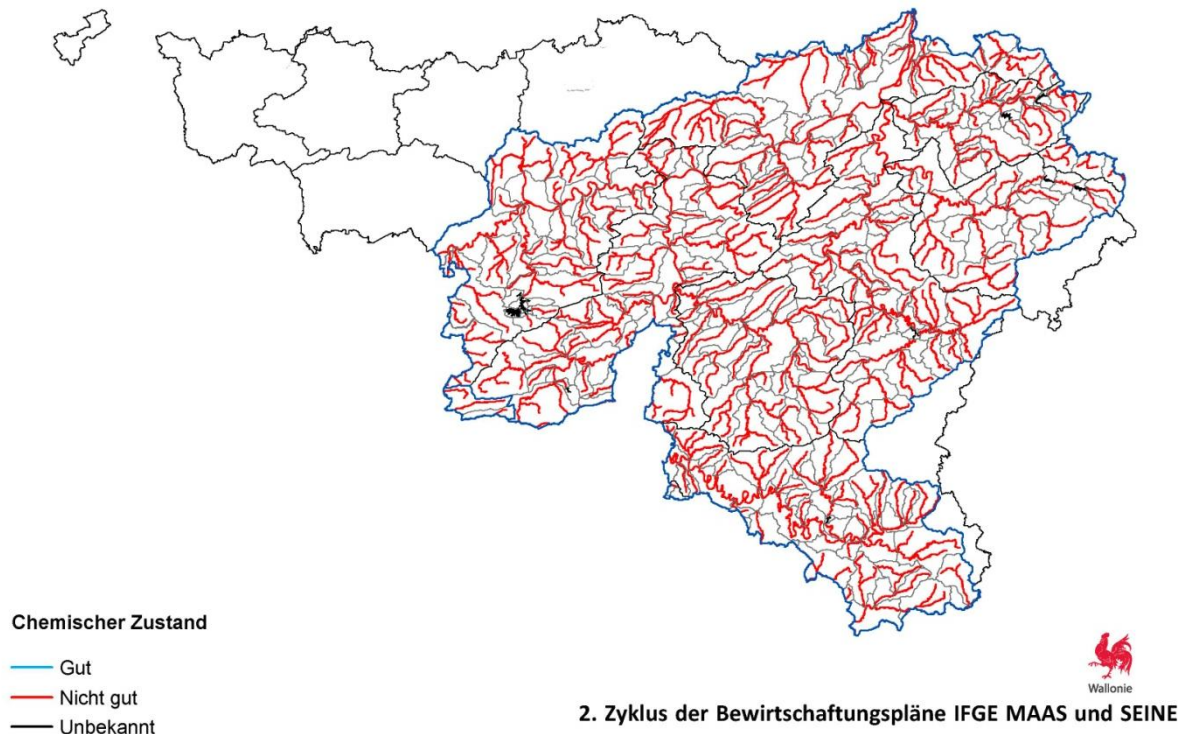 Chemischer Zustand
Gut
Nicht gut
Unbekannt
Wallonie
2. Zyklus der Bewirtschaftungspläne IFGE MAAS und SEINE